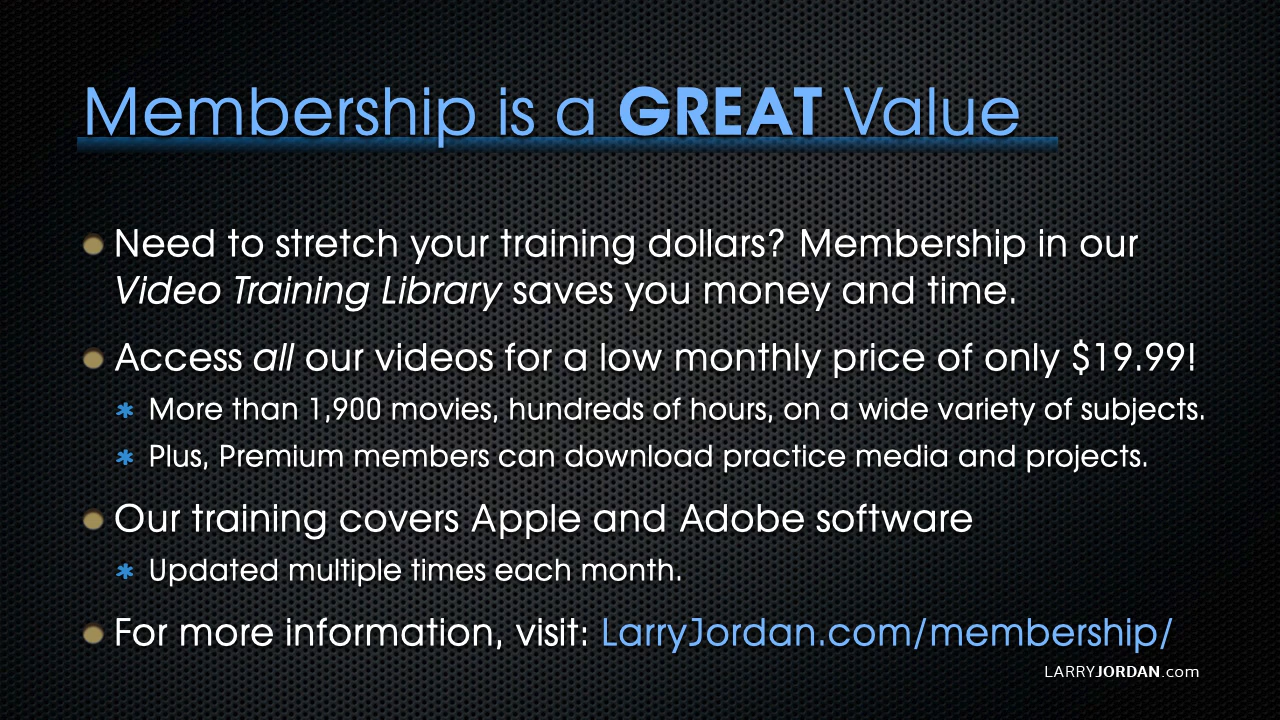 Membership is a GREAT Value
Need to stretch your training dollars? Membership in our
Video Training Library saves you money and time.
Access all our videos for a low monthly price of only $19.99!
More than 1,900 movies, hundreds of hours, on a wide variety of subjects.
Plus, Premium members can download practice media and projects.
Our training covers Apple and Adobe software
Updated multiple times each month.
For more information, visit: LarryJordan.com/membership/
LARRYJORDAN.com